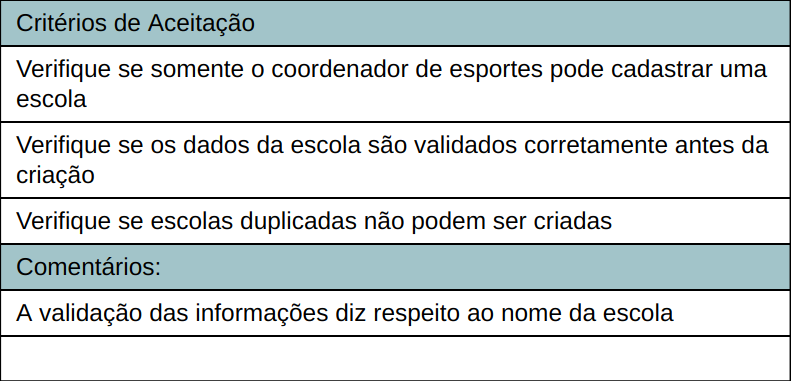 Critérios de Aceitação
Verifique se somente o coordenador de esportes pode cadastrar uma
escola
Verifique se os dados da escola são validados corretamente antes da
criação
Verifique se escolas duplicadas não podem ser criadas
Comentários:
A validação das informações diz respeito ao nome da escola